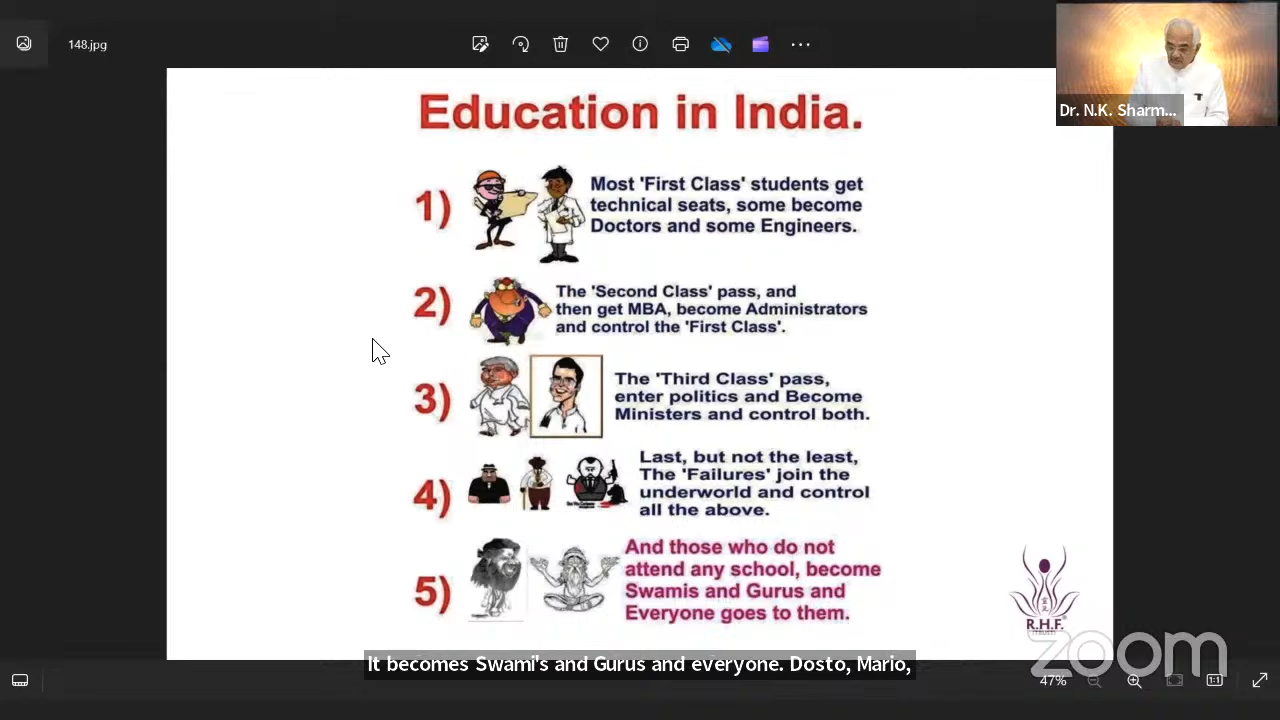 148.jpg
Dr. N.K. Sharm...
Education in India.
1)
Most 'First Class' students get
technical seats, some become
Doctors and some Engineers.
2)
The 'Second Class' pass, and
then get MBA, become Administrators
and control the 'First Class'.
3)
The 'Third Class' pass,
enter politics and Become
Ministers and control both.
4)
Last, but not the least,
The 'Failures' join the
underworld and control
all the above.
5)
And those who do not
attend any school, become
Swamis and Gurus and
Everyone goes to them.
R.H.F.
zoom
It becomes Swami's and Gurus and everyone. Dosto, Mario,
47%
1:1